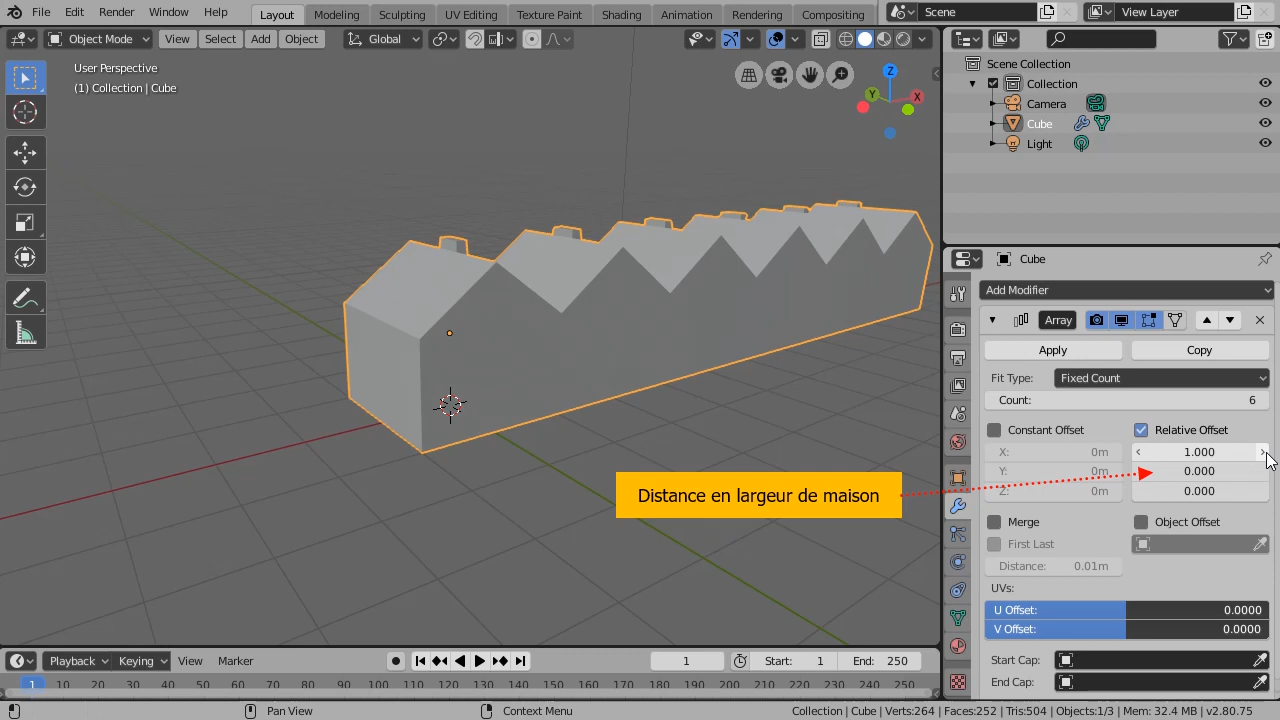 File Edit Render Window Help Layout Modeling Sculpting UV Editing Texture Paint Shading Animation Rendering Compositing Scene View Layer
Object Mode View Select Add Object Global
User Perspective
(1) Collection | Cube
Z
Y
X
Scene Collection
Collection
Camera
Cube
Light
Cube
Add Modifier
Array
Apply Copy
Fit Type: Fixed Count
Count: 6
Constant Offset Relative Offset
X: 0m 1.000
Y: 0m 0.000
Z: 0m 0.000
Distance en largeur de maison
Merge Object Offset
First Last
Distance: 0.01m
UVs:
U Offset: 0.0000
V Offset: 0.0000
Start Cap:
End Cap:
Playback Keying View Marker 1 Start: 1 End: 250
1 10 20 30 40 50 60 70 80 90 100 110 120 130 140 150 160 170 180 190 200 210 220 230 240 250
Pan View Context Menu Collection | Cube | Verts:264 | Faces:252 | Tris:504 | Objects:1/3 | Mem: 32.4 MB | v2.80.75